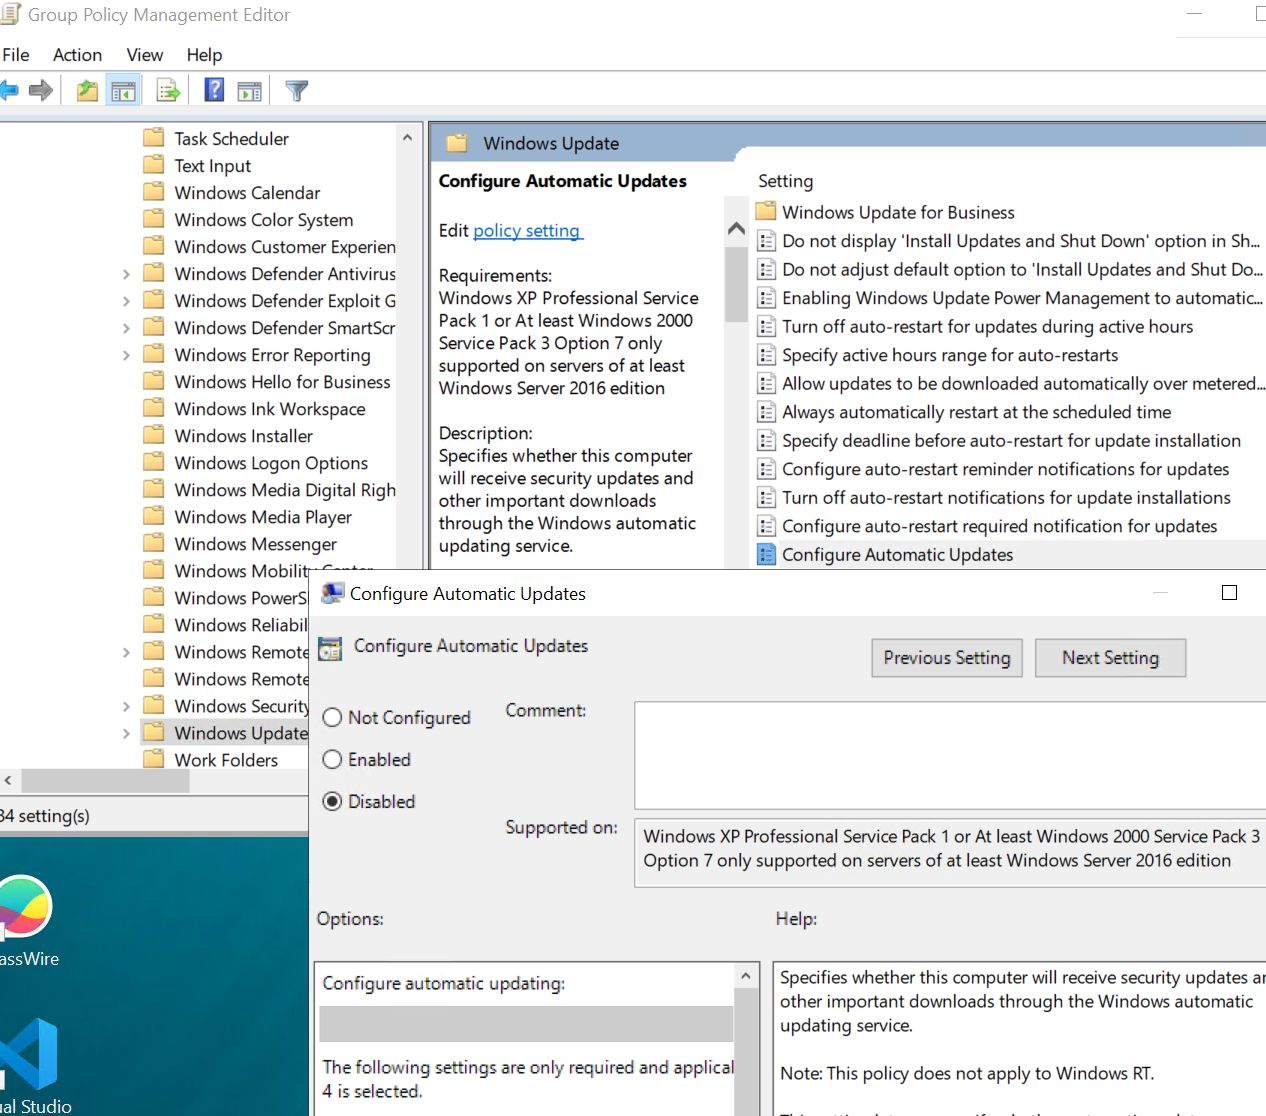 Group Policy Management Editor
File Action View Help
Task Scheduler
Text Input
Windows Calendar
Windows Color System
Windows Customer Experien
Windows Defender Antivirus
Windows Defender Exploit G
Windows Defender SmartScr
Windows Error Reporting
Windows Hello for Business
Windows Ink Workspace
Windows Installer
Windows Logon Options
Windows Media Digital Righ
Windows Media Player
Windows Messenger
Windows Mobility Center
Windows PowerS
Windows Reliabil
Windows Remote
Windows Remote
Windows Security
Windows Update
Work Folders
34 setting(s)
assWire
ual Studio
Windows Update
Configure Automatic Updates
Edit policy setting
Requirements:
Windows XP Professional Service
Pack 1 or At least Windows 2000
Service Pack 3 Option 7 only
supported on servers of at least
Windows Server 2016 edition
Description:
Specifies whether this computer
will receive security updates and
other important downloads
through the Windows automatic
updating service.
Setting
Windows Update for Business
Do not display 'Install Updates and Shut Down' option in Sh...
Do not adjust default option to 'Install Updates and Shut Do...
Enabling Windows Update Power Management to automatic...
Turn off auto-restart for updates during active hours
Specify active hours range for auto-restarts
Allow updates to be downloaded automatically over metered...
Always automatically restart at the scheduled time
Specify deadline before auto-restart for update installation
Configure auto-restart reminder notifications for updates
Turn off auto-restart notifications for update installations
Configure auto-restart required notification for updates
Configure Automatic Updates
Configure Automatic Updates
Configure Automatic Updates
Previous Setting Next Setting
Not Configured
Enabled
Disabled
Comment:
Supported on:
Windows XP Professional Service Pack 1 or At least Windows 2000 Service Pack 3
Option 7 only supported on servers of at least Windows Server 2016 edition
Options:
Help:
Configure automatic updating:
The following settings are only required and applical
4 is selected.
Specifies whether this computer will receive security updates ar
other important downloads through the Windows automatic
updating service.
Note: This policy does not apply to Windows RT.